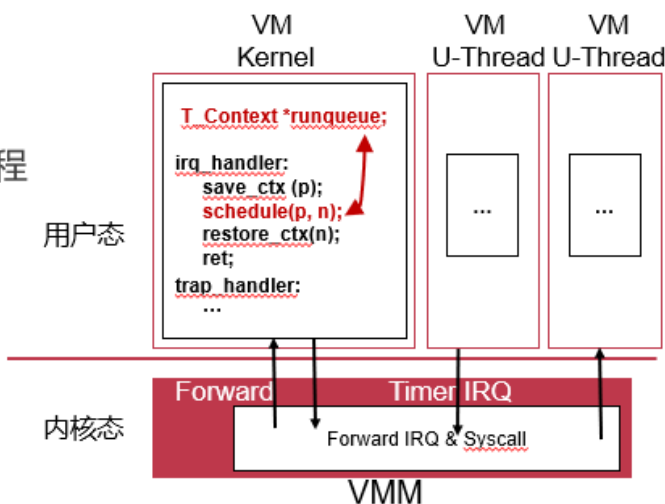 VM
Kernel
VM
U-Thread
VM
U-Thread
T_Context *runqueue;
irq_handler:
save_ctx (p);
schedule(p, n);
restore_ctx(n);
ret;
trap_handler:
...
...
...
程
用户态
Forward Timer IRQ
内核态
Forward IRQ & Syscall
VMM